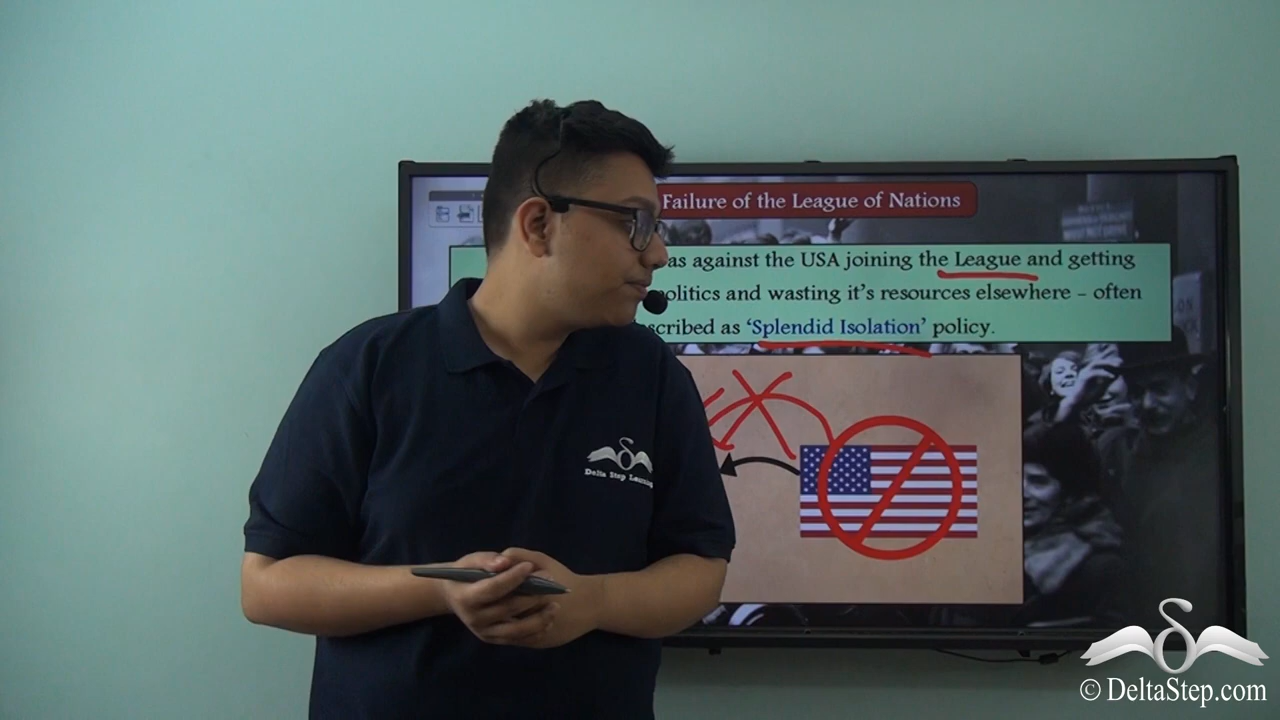 Failure of the League of Nations
as against the USA joining the League and getting
politics and wasting it's resources elsewhere – often
described as 'Splendid Isolation' policy.
Delta Step Learning
© DeltaStep.com